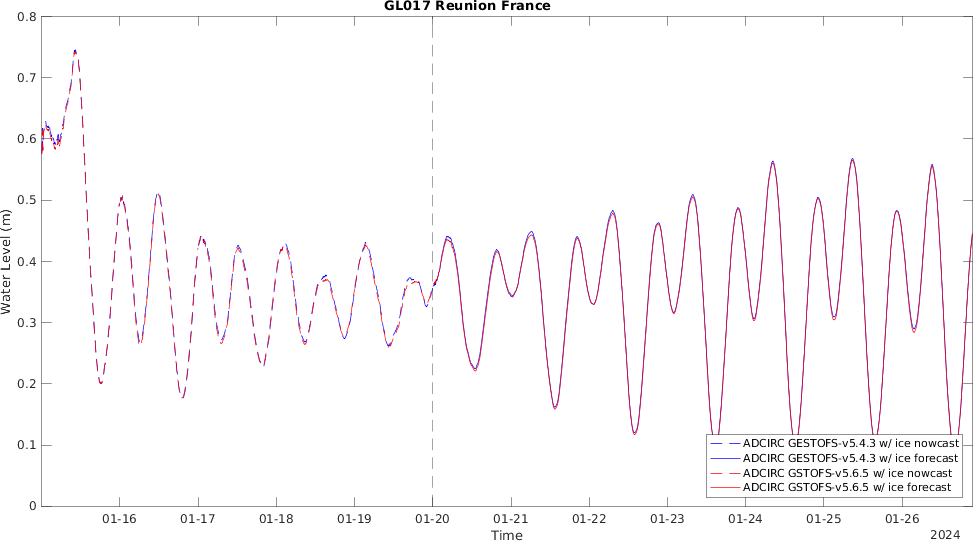 GL017 Reunion France
0.8
0.7
0.6
0.5
0.4
0.3
0.2
0.1
0
Water Level (m)
ADCIRC GESTOFS-v5.4.3 w/ ice nowcast
ADCIRC GESTOFS-v5.4.3 w/ ice forecast
ADCIRC GSTOFS-v5.6.5 w/ ice nowcast
ADCIRC GSTOFS-v5.6.5 w/ ice forecast
01-16 01-17 01-18 01-19 01-20 01-21 01-22 01-23 01-24 01-25 01-26
Time
2024